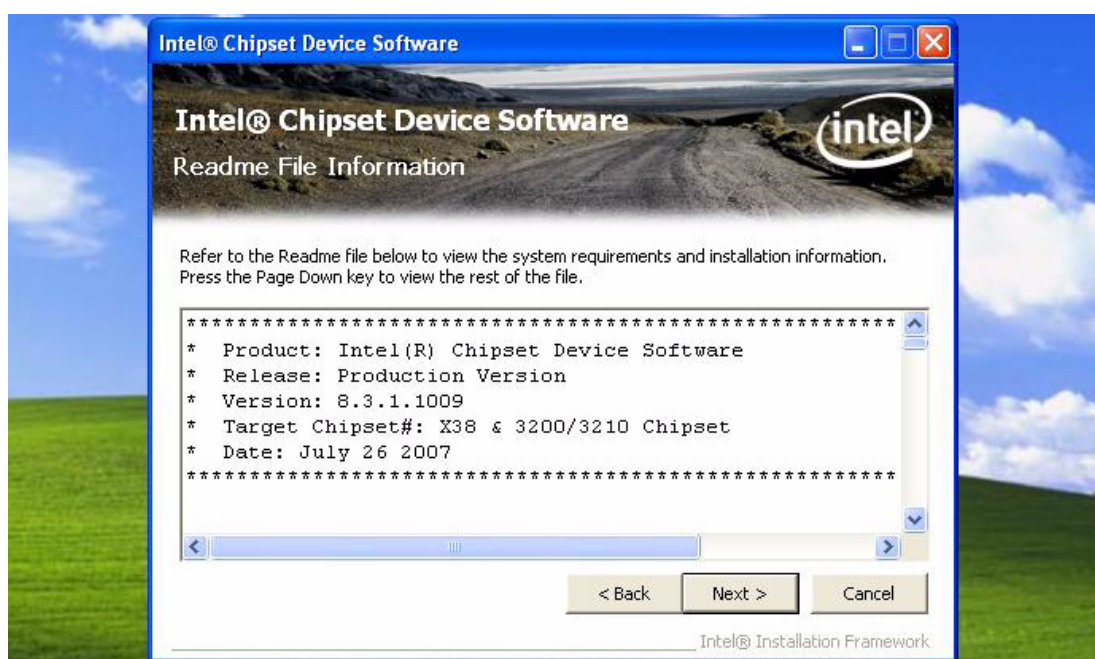 Intel® Chipset Device Software
Intel® Chipset Device Software
intel
Readme File Information
Refer to the Readme file below to view the system requirements and installation information.
Press the Page Down key to view the rest of the file.
*********************************************************
* Product: Intel(R) Chipset Device Software
* Release: Production Version
* Version: 8.3.1.1009
* Target Chipset#: X38 & 3200/3210 Chipset
* Date: July 26 2007
*********************************************************
< Back Next > Cancel
Intel® Installation Framework